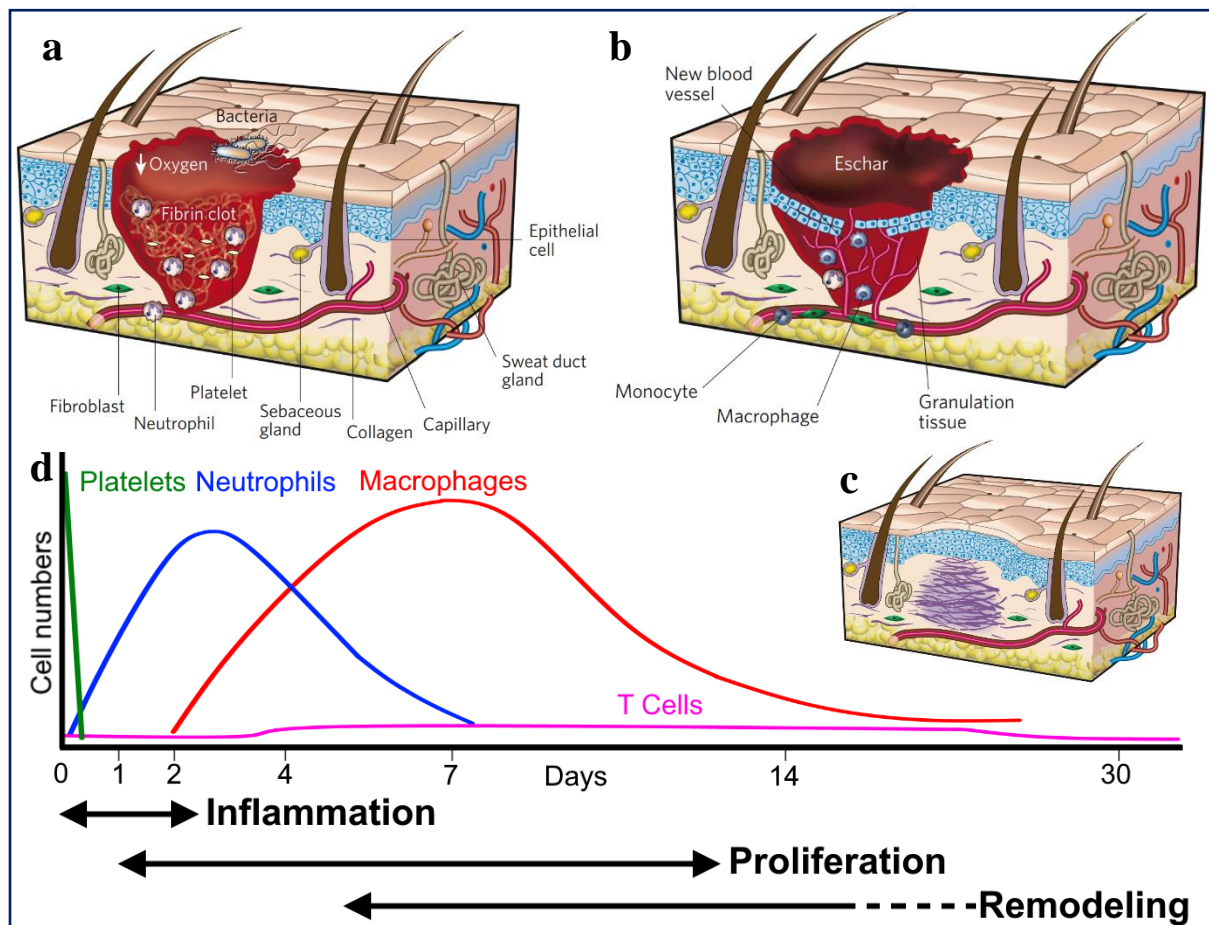 a
Bacteria
Oxygen
Fibrin clot
Epithelial
cell
Sweat duct
gland
Fibroblast
Neutrophil
Platelet
Sebaceous
gland
Collagen
Capillary
b
New blood
vessel
Eschar
Monocyte
Macrophage
Granulation
tissue
c
d
Platelets Neutrophils Macrophages
Cell numbers
T Cells
0 1 2 4 7 Days 14 30
Inflammation
Proliferation
Remodeling